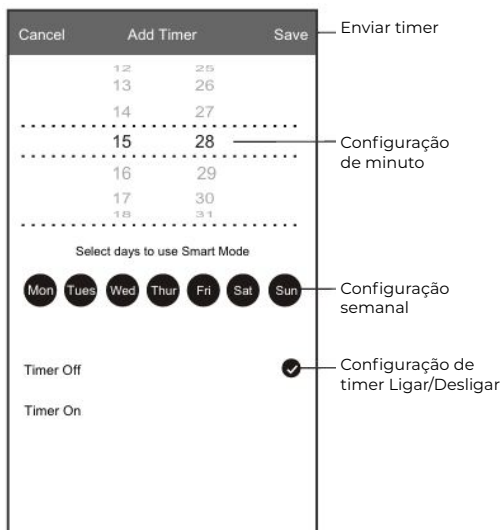 Cancel Add Timer Save
Enviar timer
12 25
13 26
14 27
15 28
Configuração
de minuto
16 29
17 30
18 31
Select days to use Smart Mode
Mon Tues Wed Thur Fri Sat Sun
Configuração
semanal
Timer Off
Configuração de
timer Ligar/Desligar
Timer On